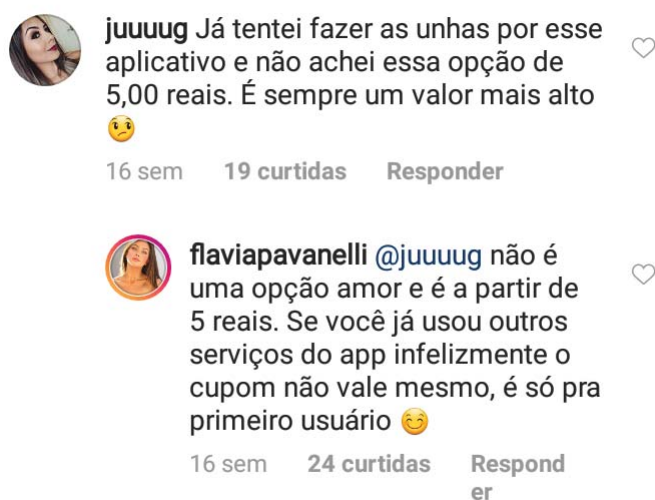 juuuug Já tentei fazer as unhas por esse
aplicativo e não achei essa opção de
5,00 reais. É sempre um valor mais alto
😞
16 sem 19 curtidas Responder
flaviapavanelli @juuuug não é
uma opção amor e é a partir de
5 reais. Se você já usou outros
serviços do app infelizmente o
cupom não vale mesmo, é só pra
primeiro usuário 😊
16 sem 24 curtidas Respond
er